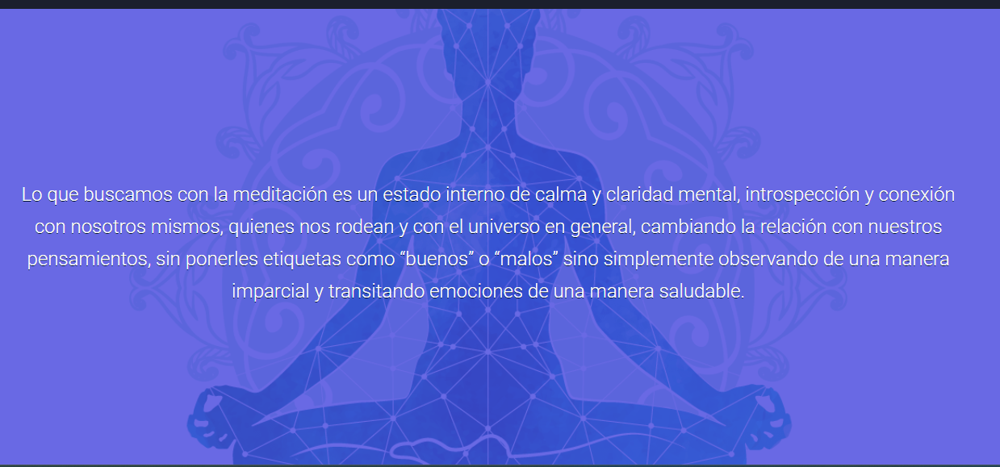 Lo que buscamos con la meditación es un estado interno de calma y claridad mental, introspección y conexión
con nosotros mismos, quienes nos rodean y con el universo en general, cambiando la relación con nuestros
pensamientos, sin ponerles etiquetas como “buenos” o “malos” sino simplemente observando de una manera
imparcial y transitando emociones de una manera saludable.